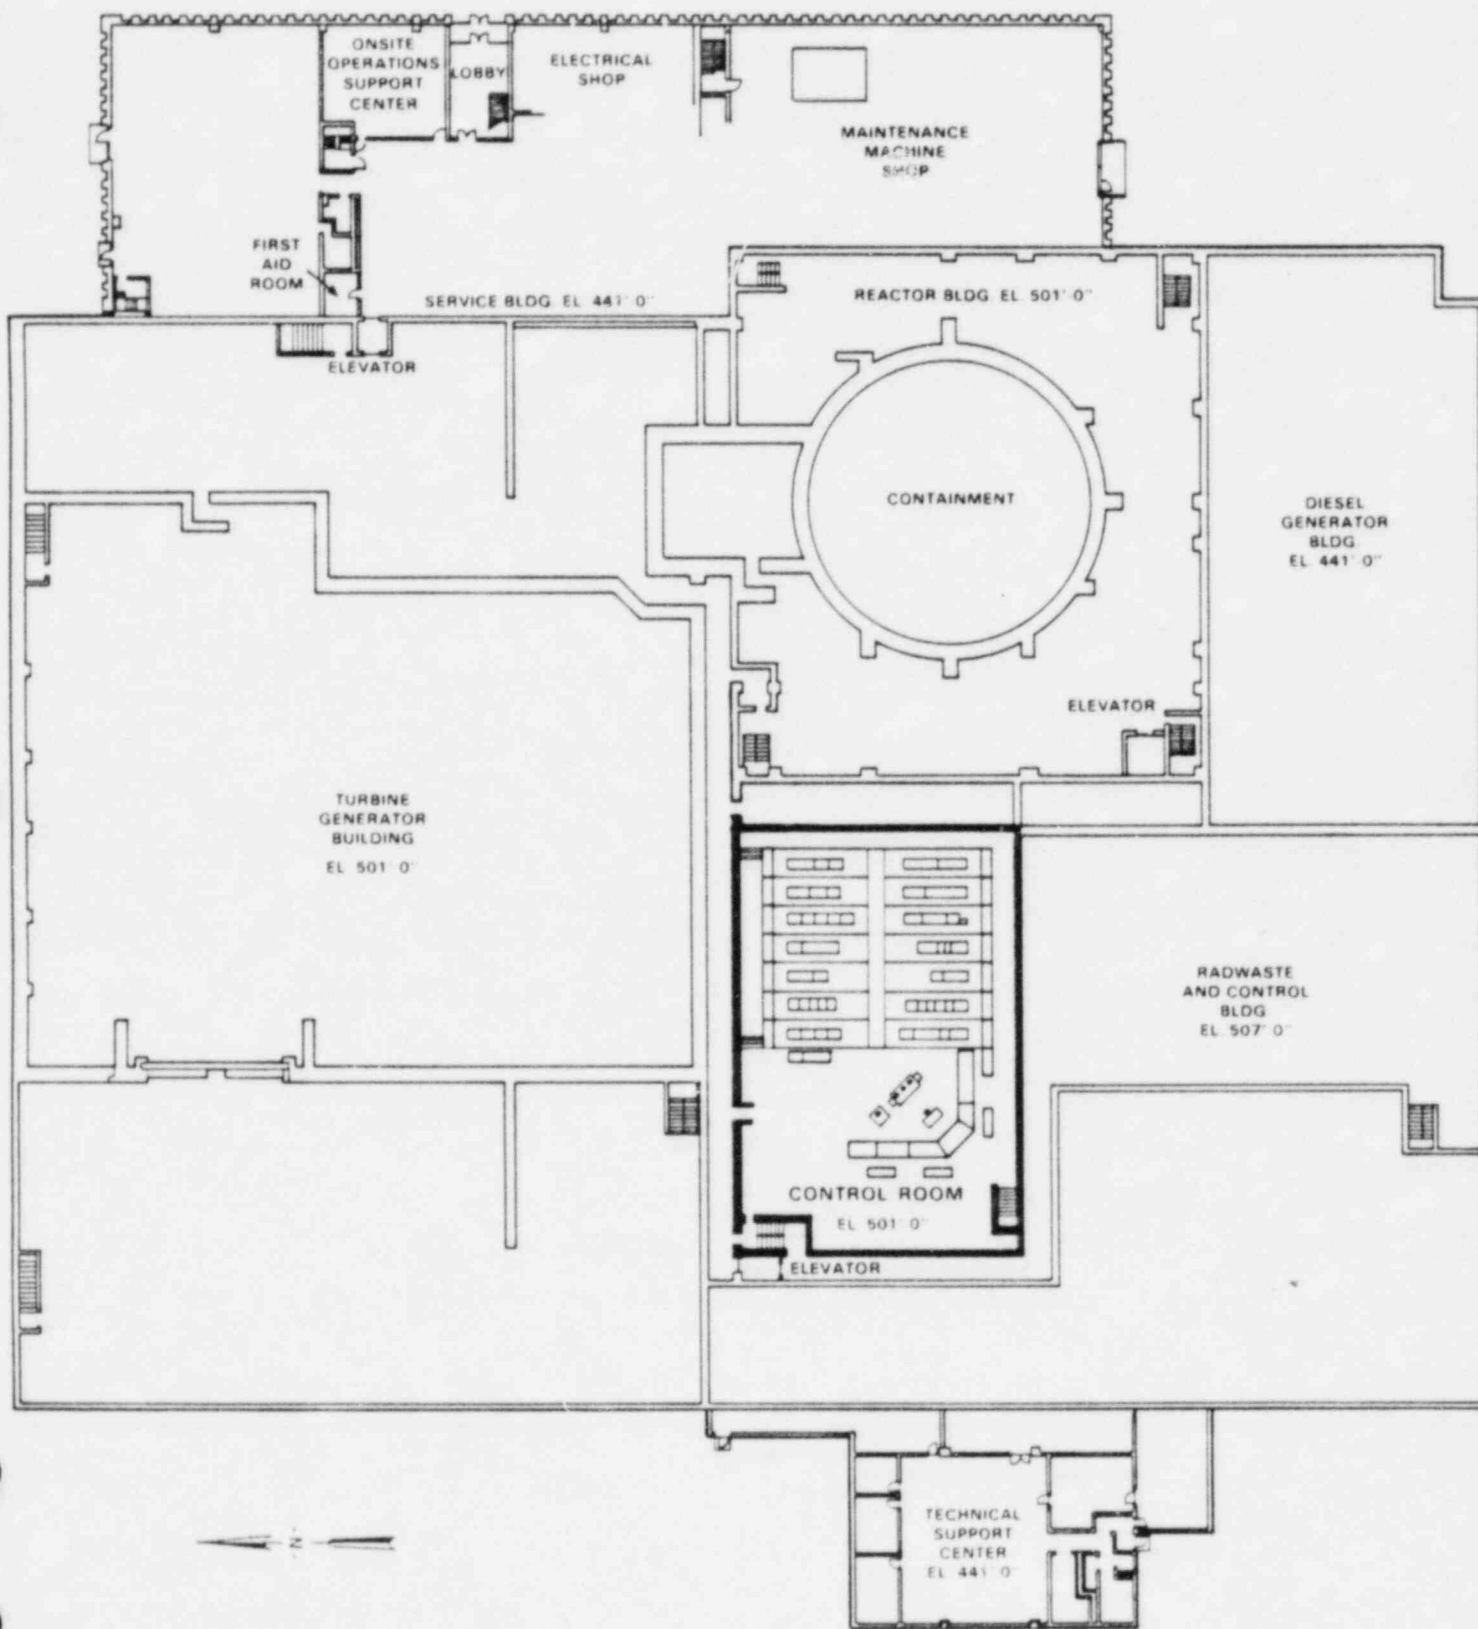 ONSITE
OPERATIONS
SUPPORT
CENTER
LOBBY
ELECTRICAL
SHOP
MAINTENANCE
MACHINE
SHOP
FIRST
AID
ROOM
SERVICE BLDG. EL. 441' 0"
REACTOR BLDG. EL. 501' 0"
ELEVATOR
CONTAINMENT
DIESEL
GENERATOR
BLDG.
EL. 441' 0"
ELEVATOR
TURBINE
GENERATOR
BUILDING
EL. 501' 0"
RADWASTE
AND CONTROL
BLDG
EL. 507' 0"
CONTROL ROOM
EL. 501' 0"
ELEVATOR
TECHNICAL
SUPPORT
CENTER
EL. 441' 0"
N